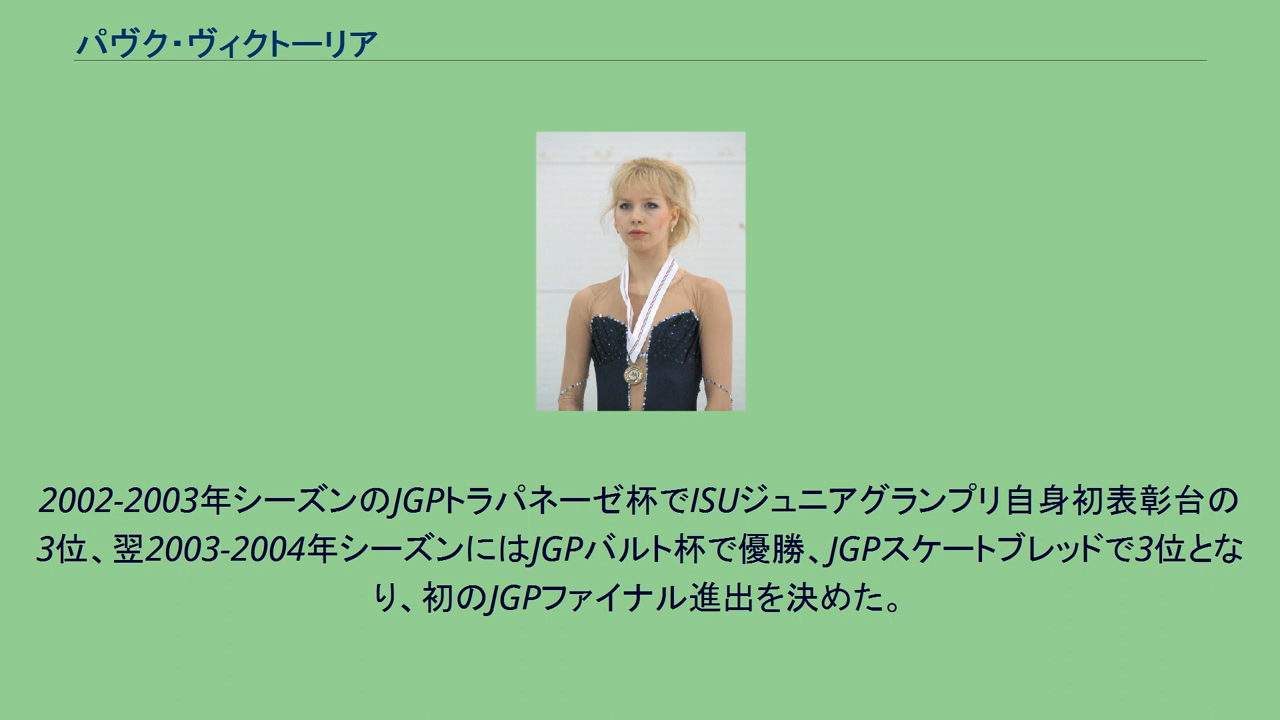 パヴク・ヴィクトーリア
2002-2003年シーズンのJGPトラパネーゼ杯でISUジュニアグランプリ自身初表彰台の
3位、翌2003-2004年シーズンにはJGPバルト杯で優勝、JGPスケートブレッドで3位とな
り、初のJGPファイナル進出を決めた。